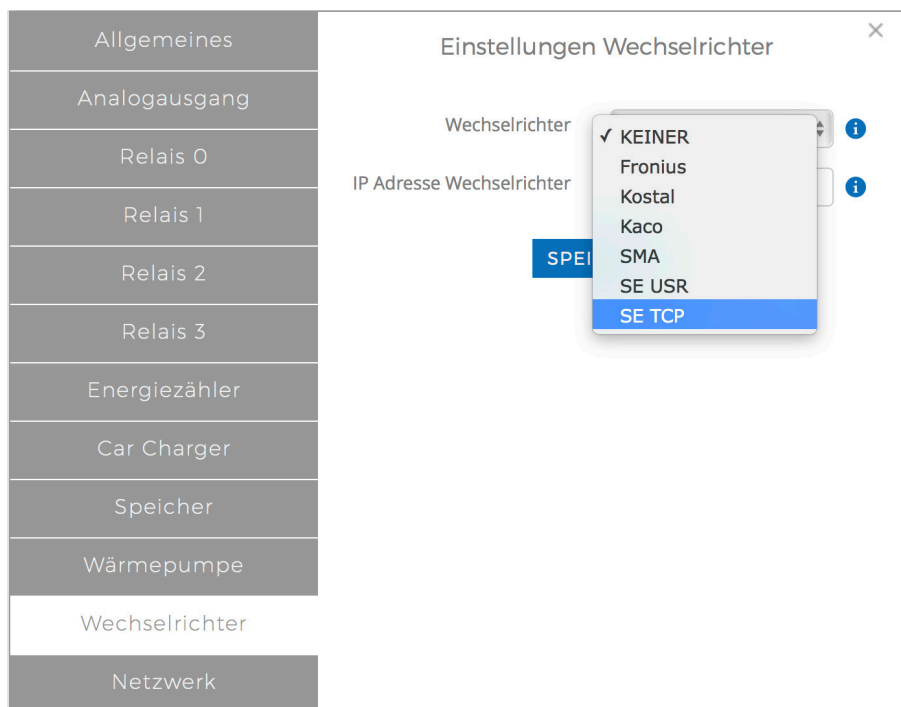 Allgemeines
Analogausgang
Relais 0
Relais 1
Relais 2
Relais 3
Energiezähler
Car Charger
Speicher
Wärmepumpe
Wechselrichter
Netzwerk
Einstellungen Wechselrichter
Wechselrichter
✓ KEINER
Fronius
Kostal
Kaco
SMA
SE USR
SE TCP
IP Adresse Wechselrichter
SPEI